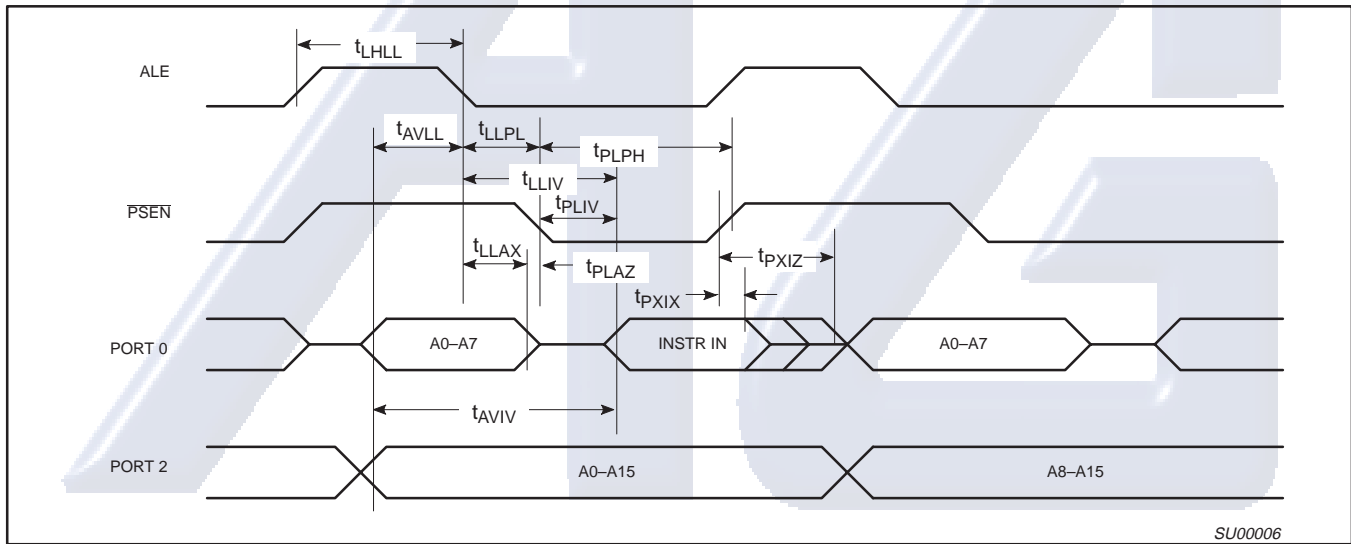 tLHLL
ALE
tAVLL
tLLPL
tPLPH
tLLIV
PSEN
tPLIV
tLLAX
tPLAZ
tPXIZ
tPXIX
PORT 0
A0–A7
INSTR IN
A0–A7
tAVIV
PORT 2
A0–A15
A8–A15
SU00006